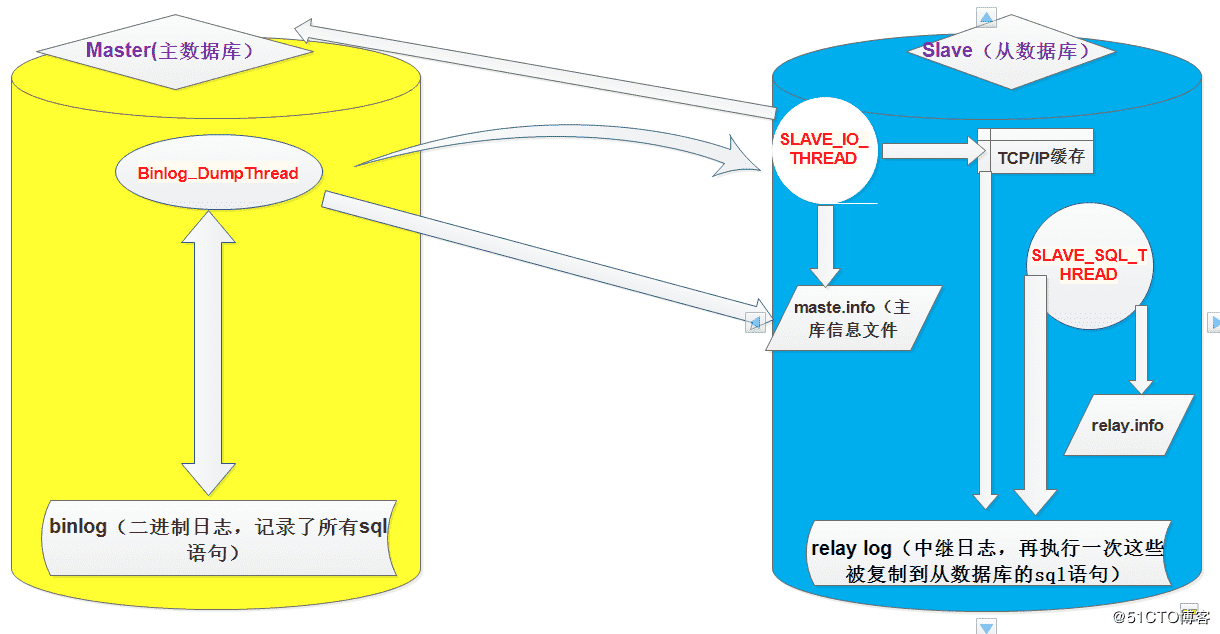 Master(主数据库）
Slave（从数据库）
Binlog_DumpThread
SLAVE_IO_
THREAD
TCP/IP缓存
SLAVE_SQL_T
HREAD
maste.info（主
库信息文件
relay.info
binlog（二进制日志，记录了所有sql
语句）
relay log（中继日志，再执行一次这些
被复制到从数据库的sql语句）
@51CTO博客